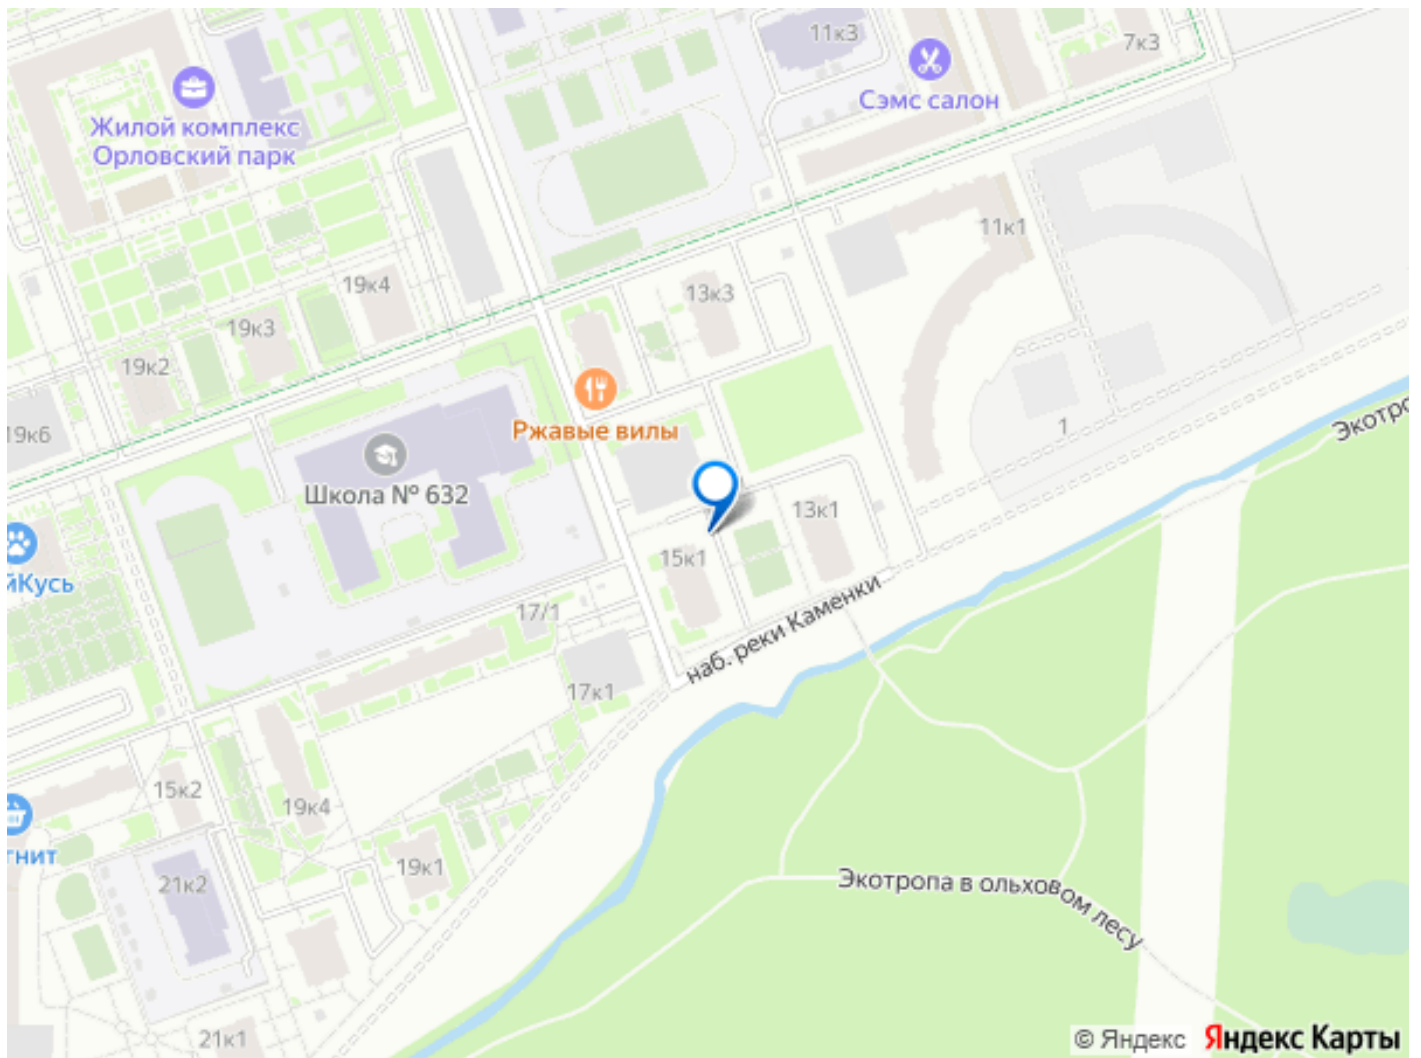 11к3
7к3
Сэмс салон
Жилой комплекс
Орловский парк
11к1
19к4
13к3
19к3
19к2
Ржавые вилы
19к6
Экотро
1
Школа № 632
13к1
15к1
йКусь
17/1
наб. реки Каменки
17к1
15к2
19к4
гнит
19к1
21к2
Экотропа в ольховом лесу
21к1
© Яндекс Яндекс Карты